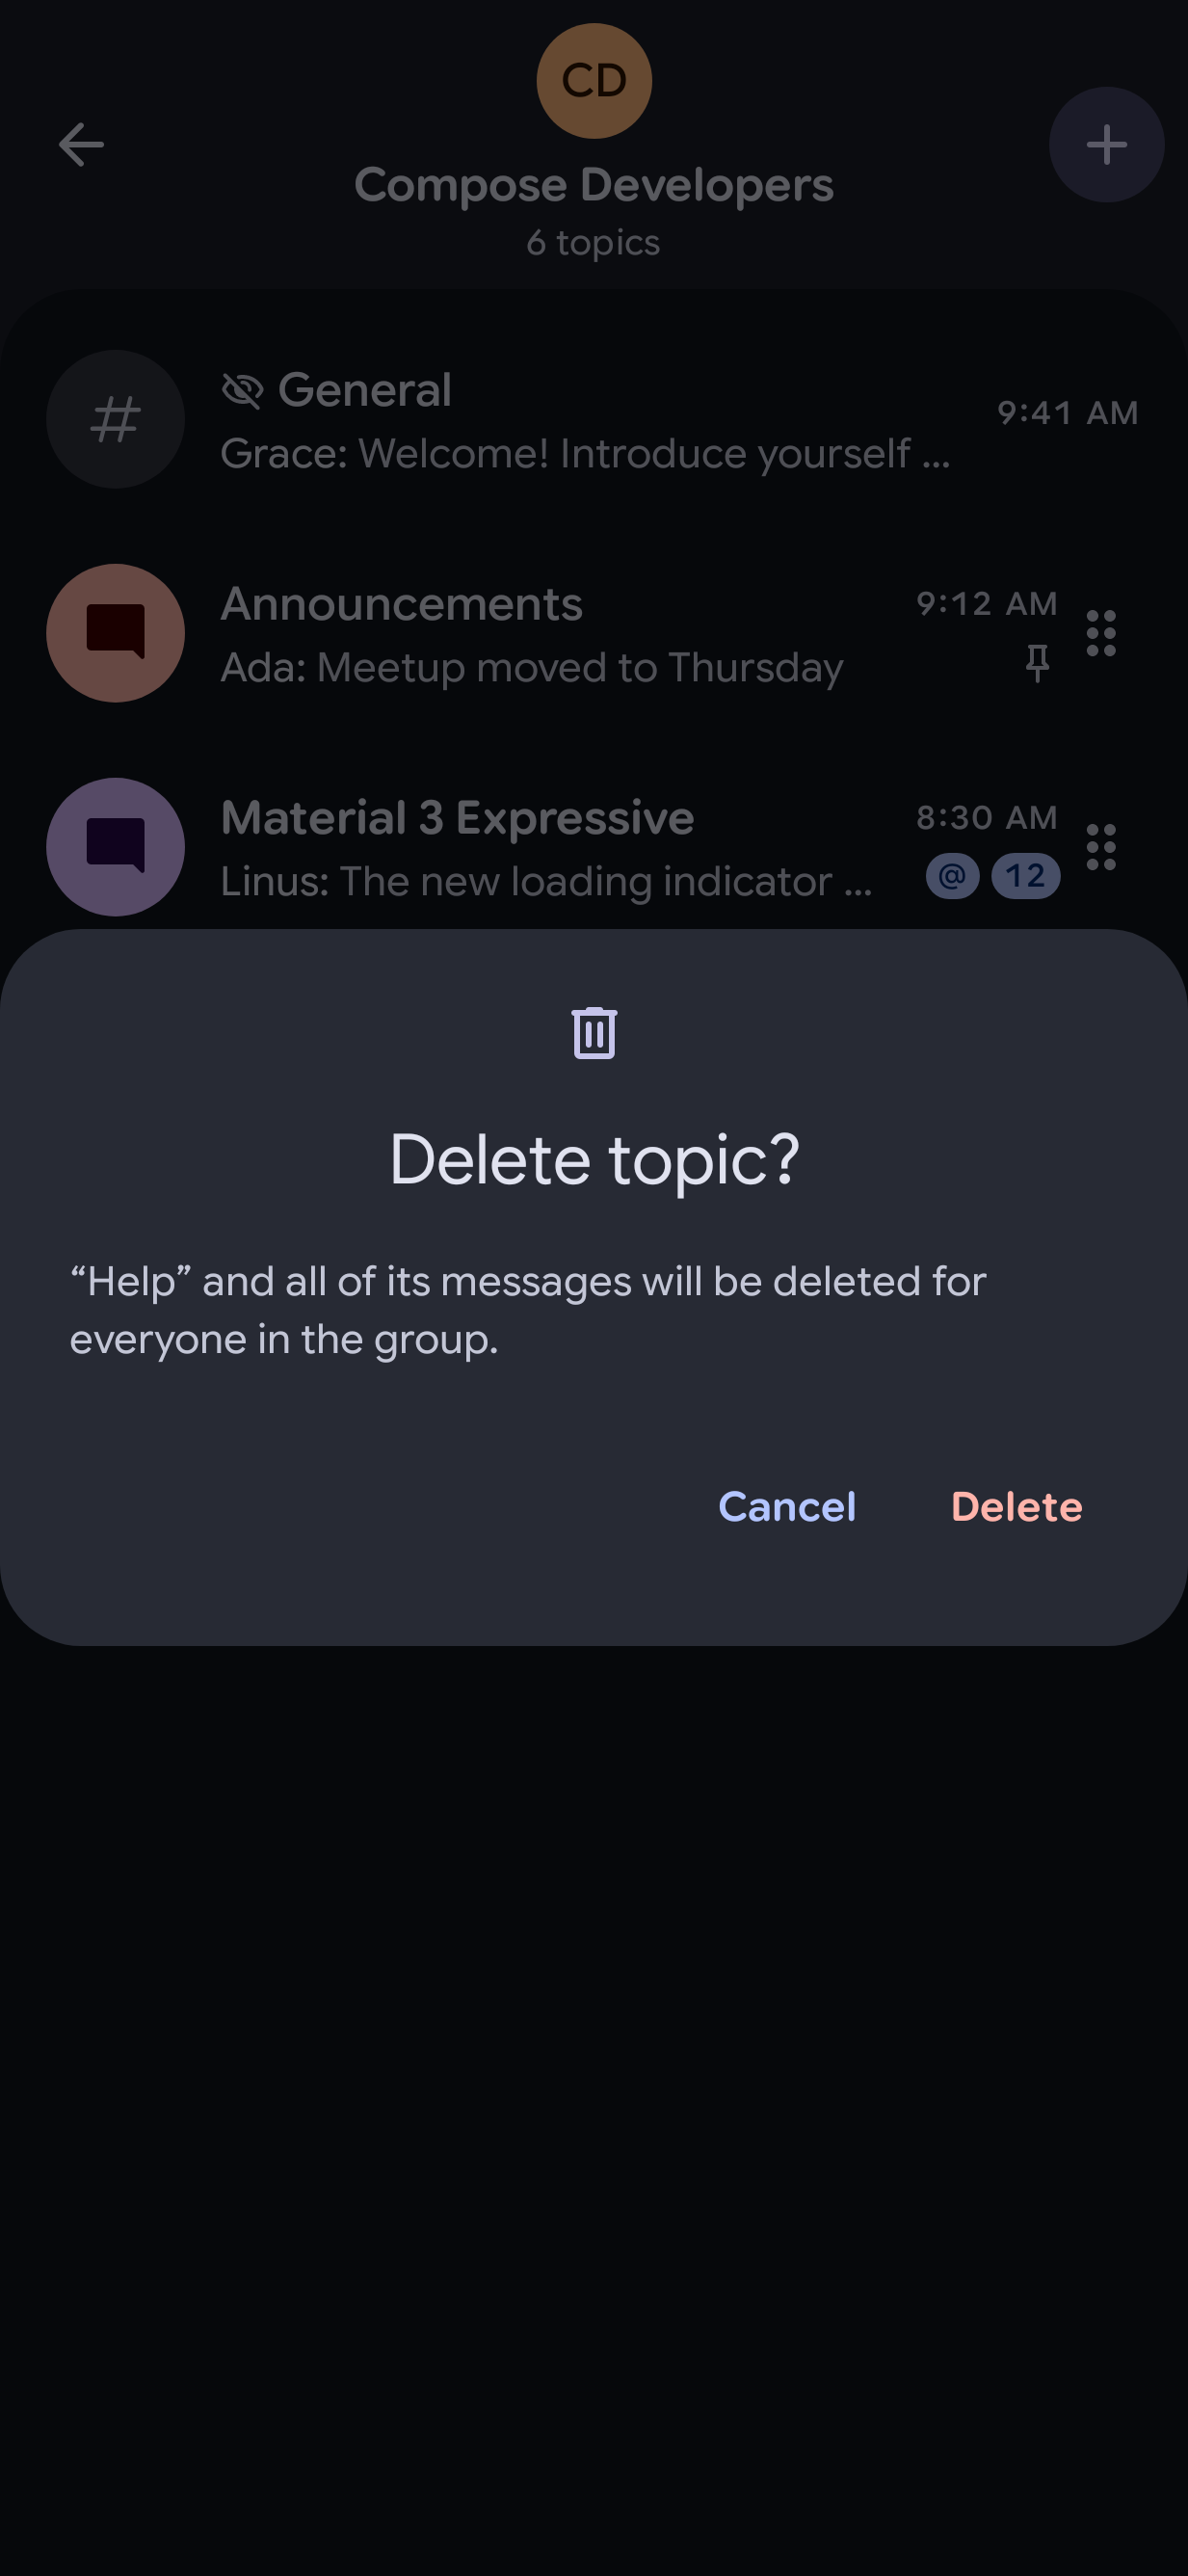 CD
Compose Developers
6 topics
General
9:41 AM
Grace: Welcome! Introduce yourself ...
Announcements
9:12 AM
Ada: Meetup moved to Thursday
Material 3 Expressive
8:30 AM
Linus: The new loading indicator ...
@ 12
Delete topic?
“Help” and all of its messages will be deleted for
everyone in the group.
Cancel
Delete